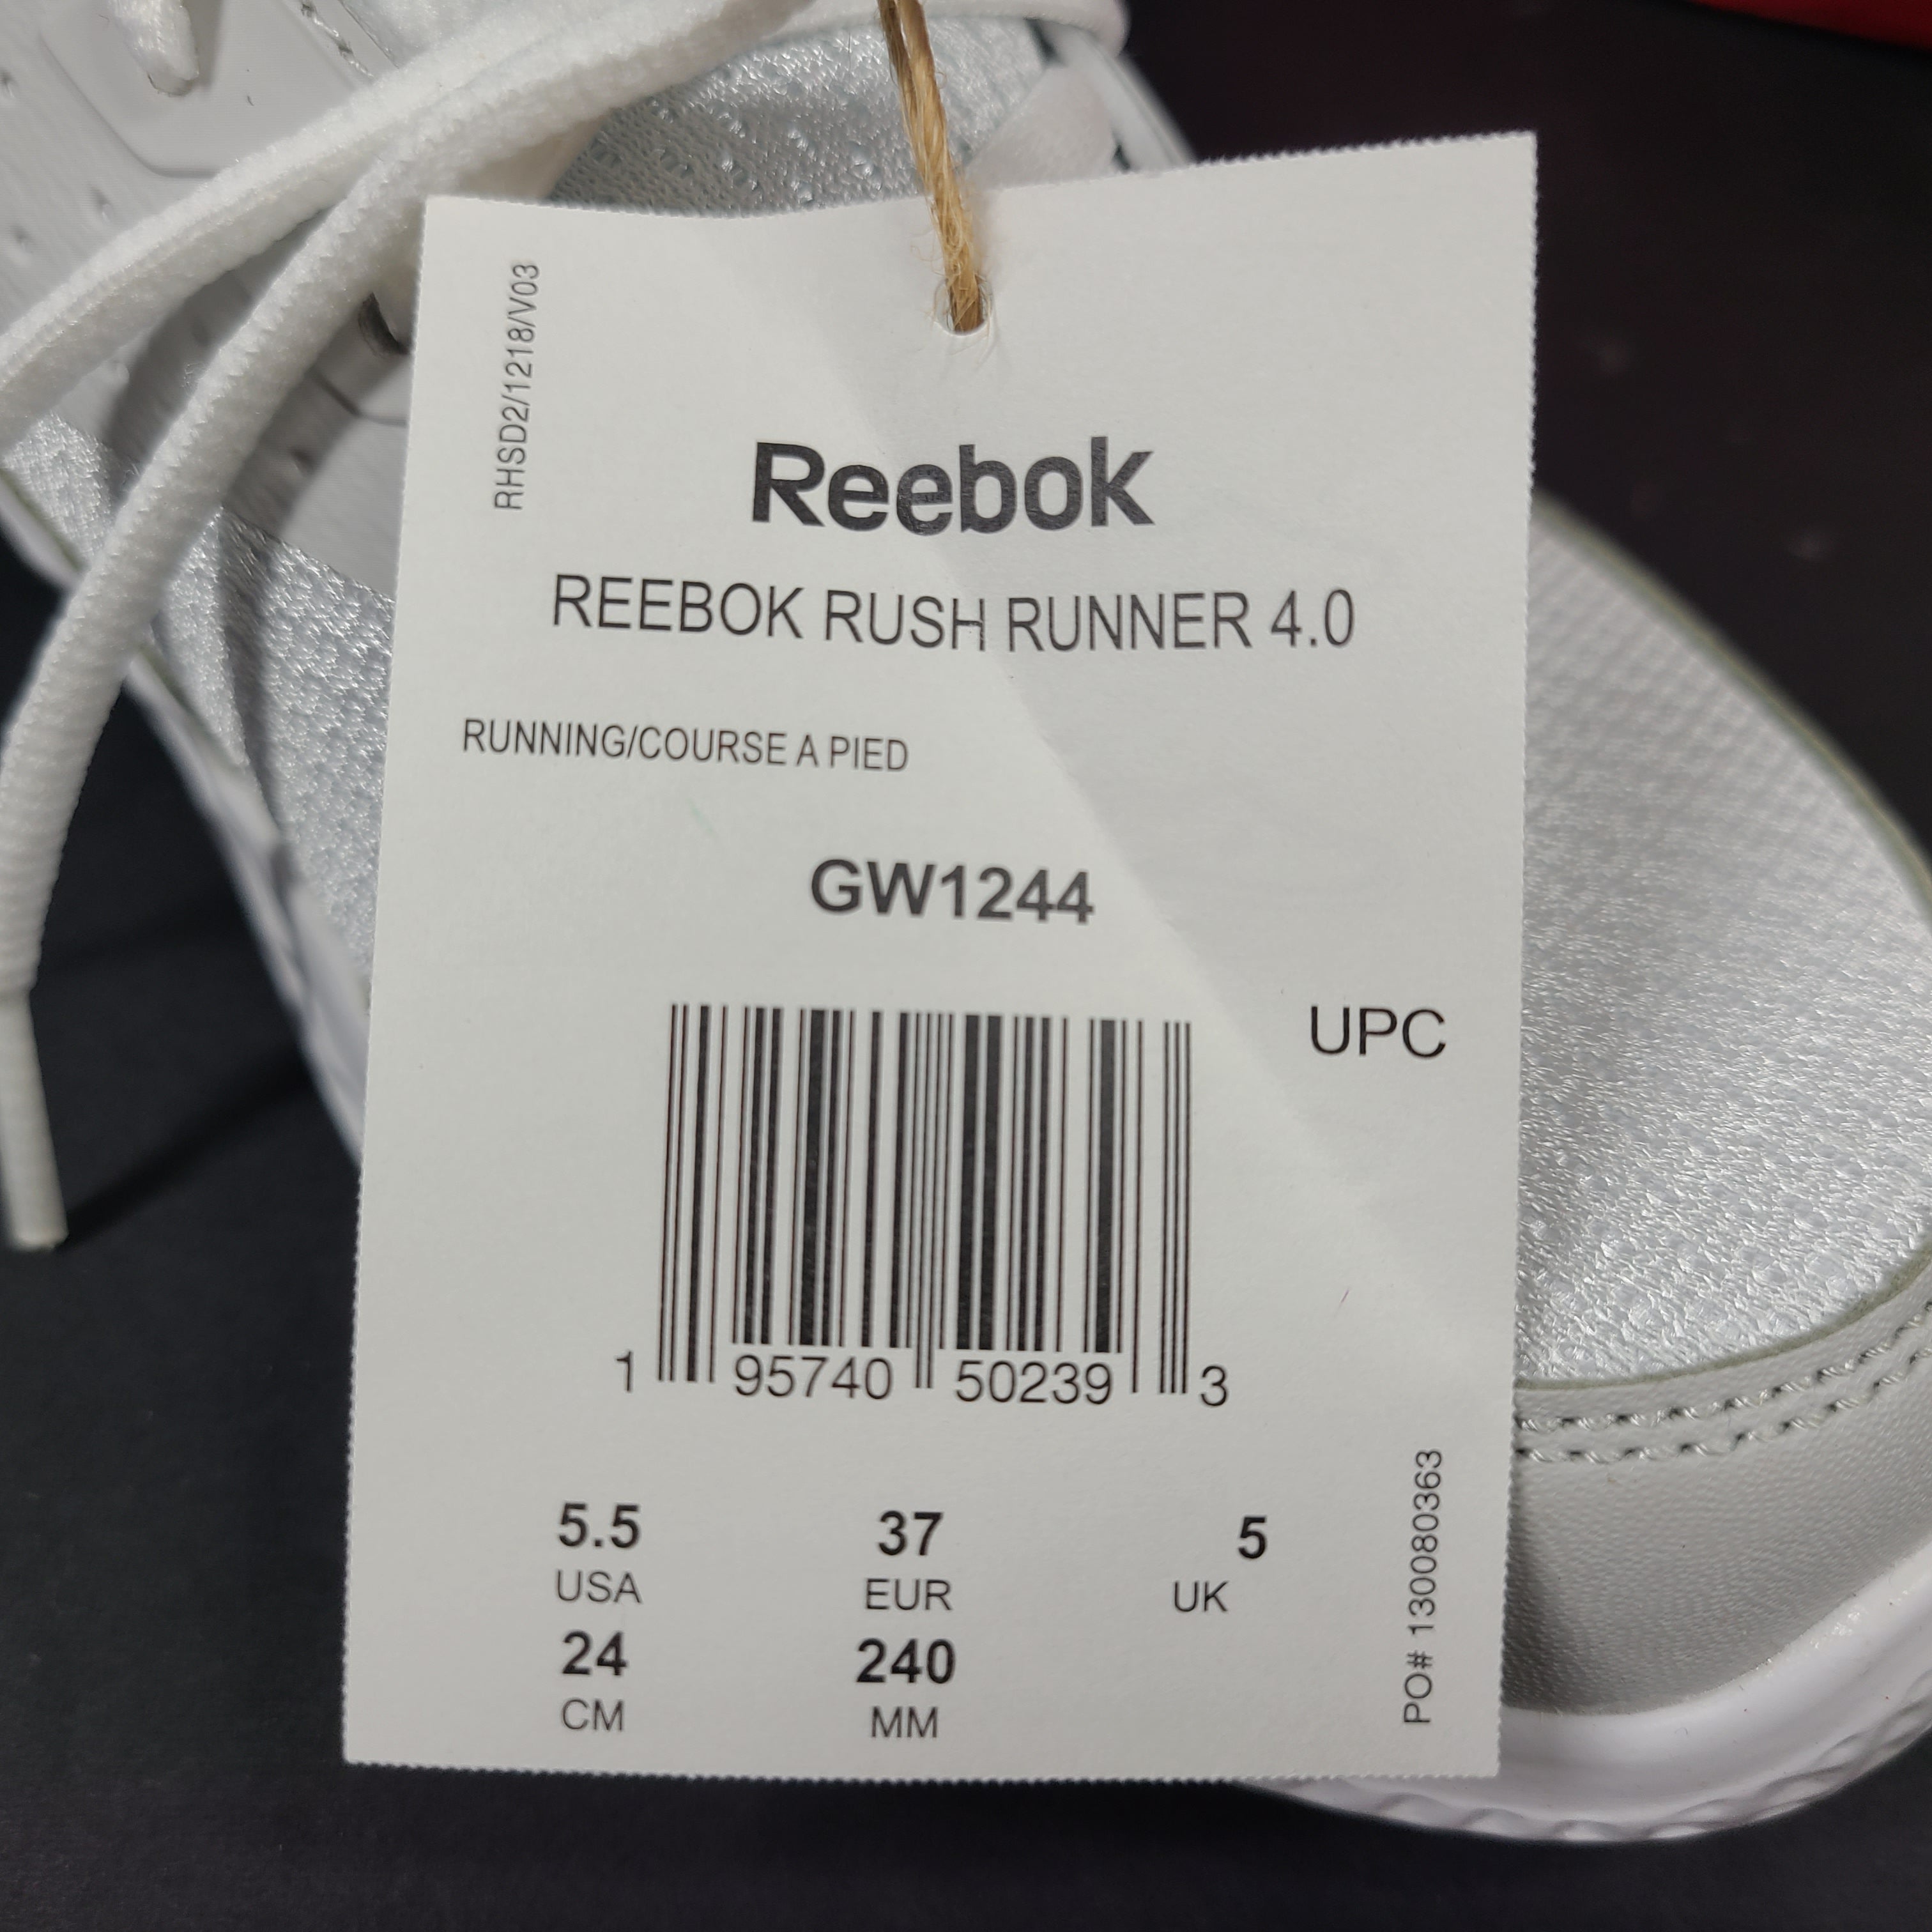 RHSD2/1218/V03
Reebok
REEBOK RUSH RUNNER 4.0
RUNNING/COURSE A PIED
GW1244
UPC
1 95740 50239 3
5.5 37 5
USA EUR UK
24 240
CM MM
PO# 130080363